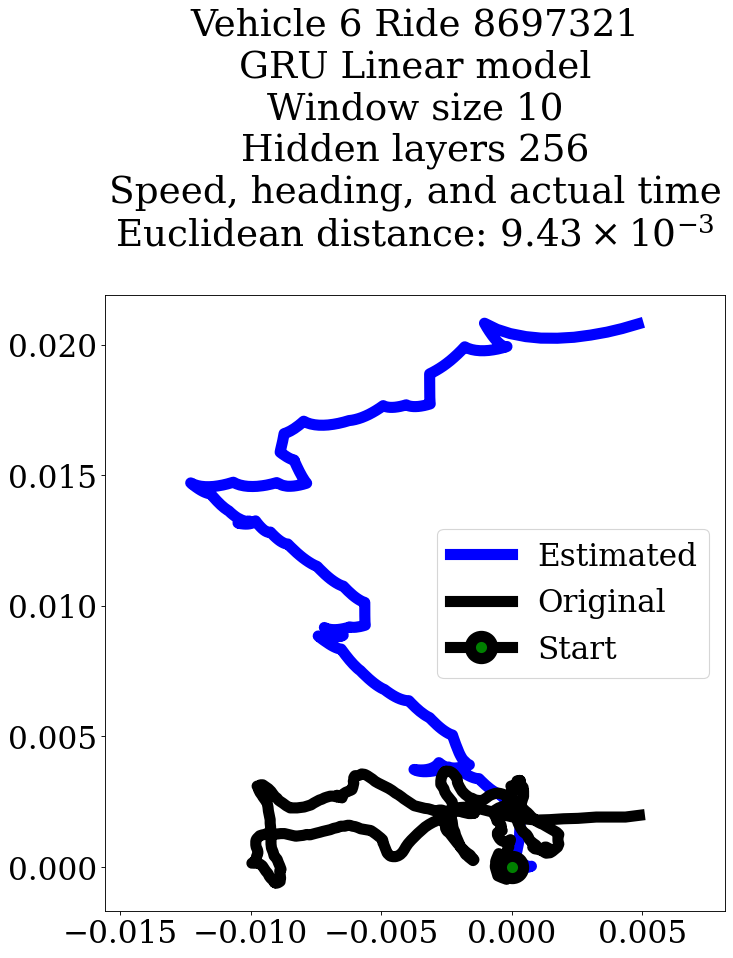 Vehicle 6 Ride 8697321
GRU Linear model
Window size 10
Hidden layers 256
Speed, heading, and actual time
Euclidean distance: 9.43 × 10⁻³
0.020
0.015
0.010
0.005
0.000
Estimated
Original
Start
−0.015 −0.010 −0.005 0.000 0.005